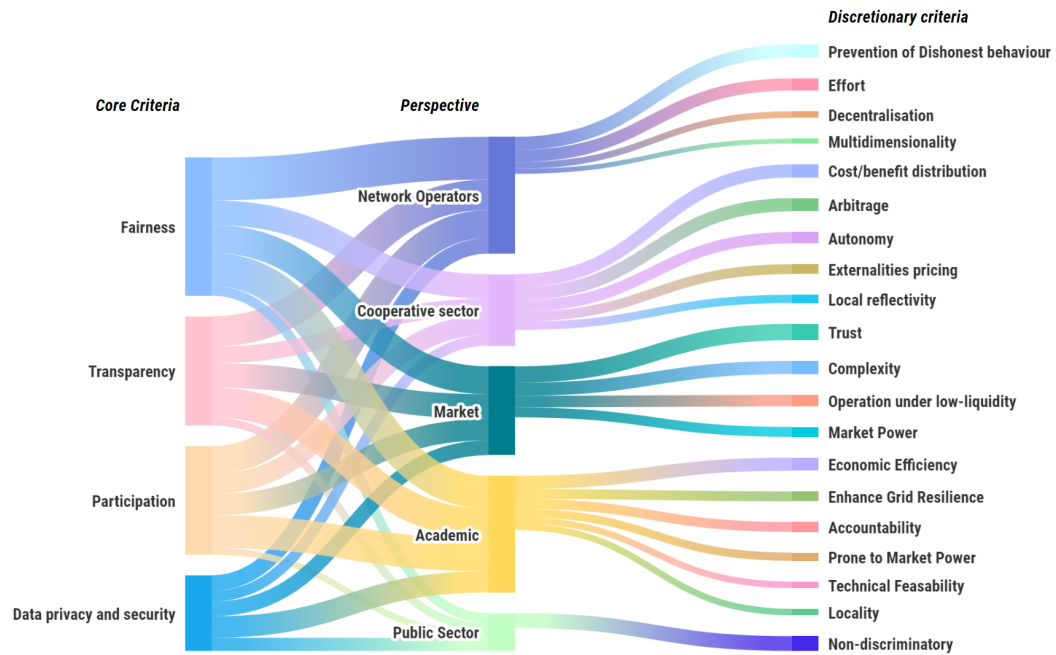 Discretionary criteria
Core Criteria
Perspective
Fairness
Transparency
Participation
Data privacy and security
Network Operators
Cooperative sector
Market
Academic
Public Sector
Prevention of Dishonest behaviour
Effort
Decentralisation
Multidimensionality
Cost/benefit distribution
Arbitrage
Autonomy
Externalities pricing
Local reflectivity
Trust
Complexity
Operation under low-liquidity
Market Power
Economic Efficiency
Enhance Grid Resilience
Accountability
Prone to Market Power
Technical Feasability
Locality
Non-discriminatory